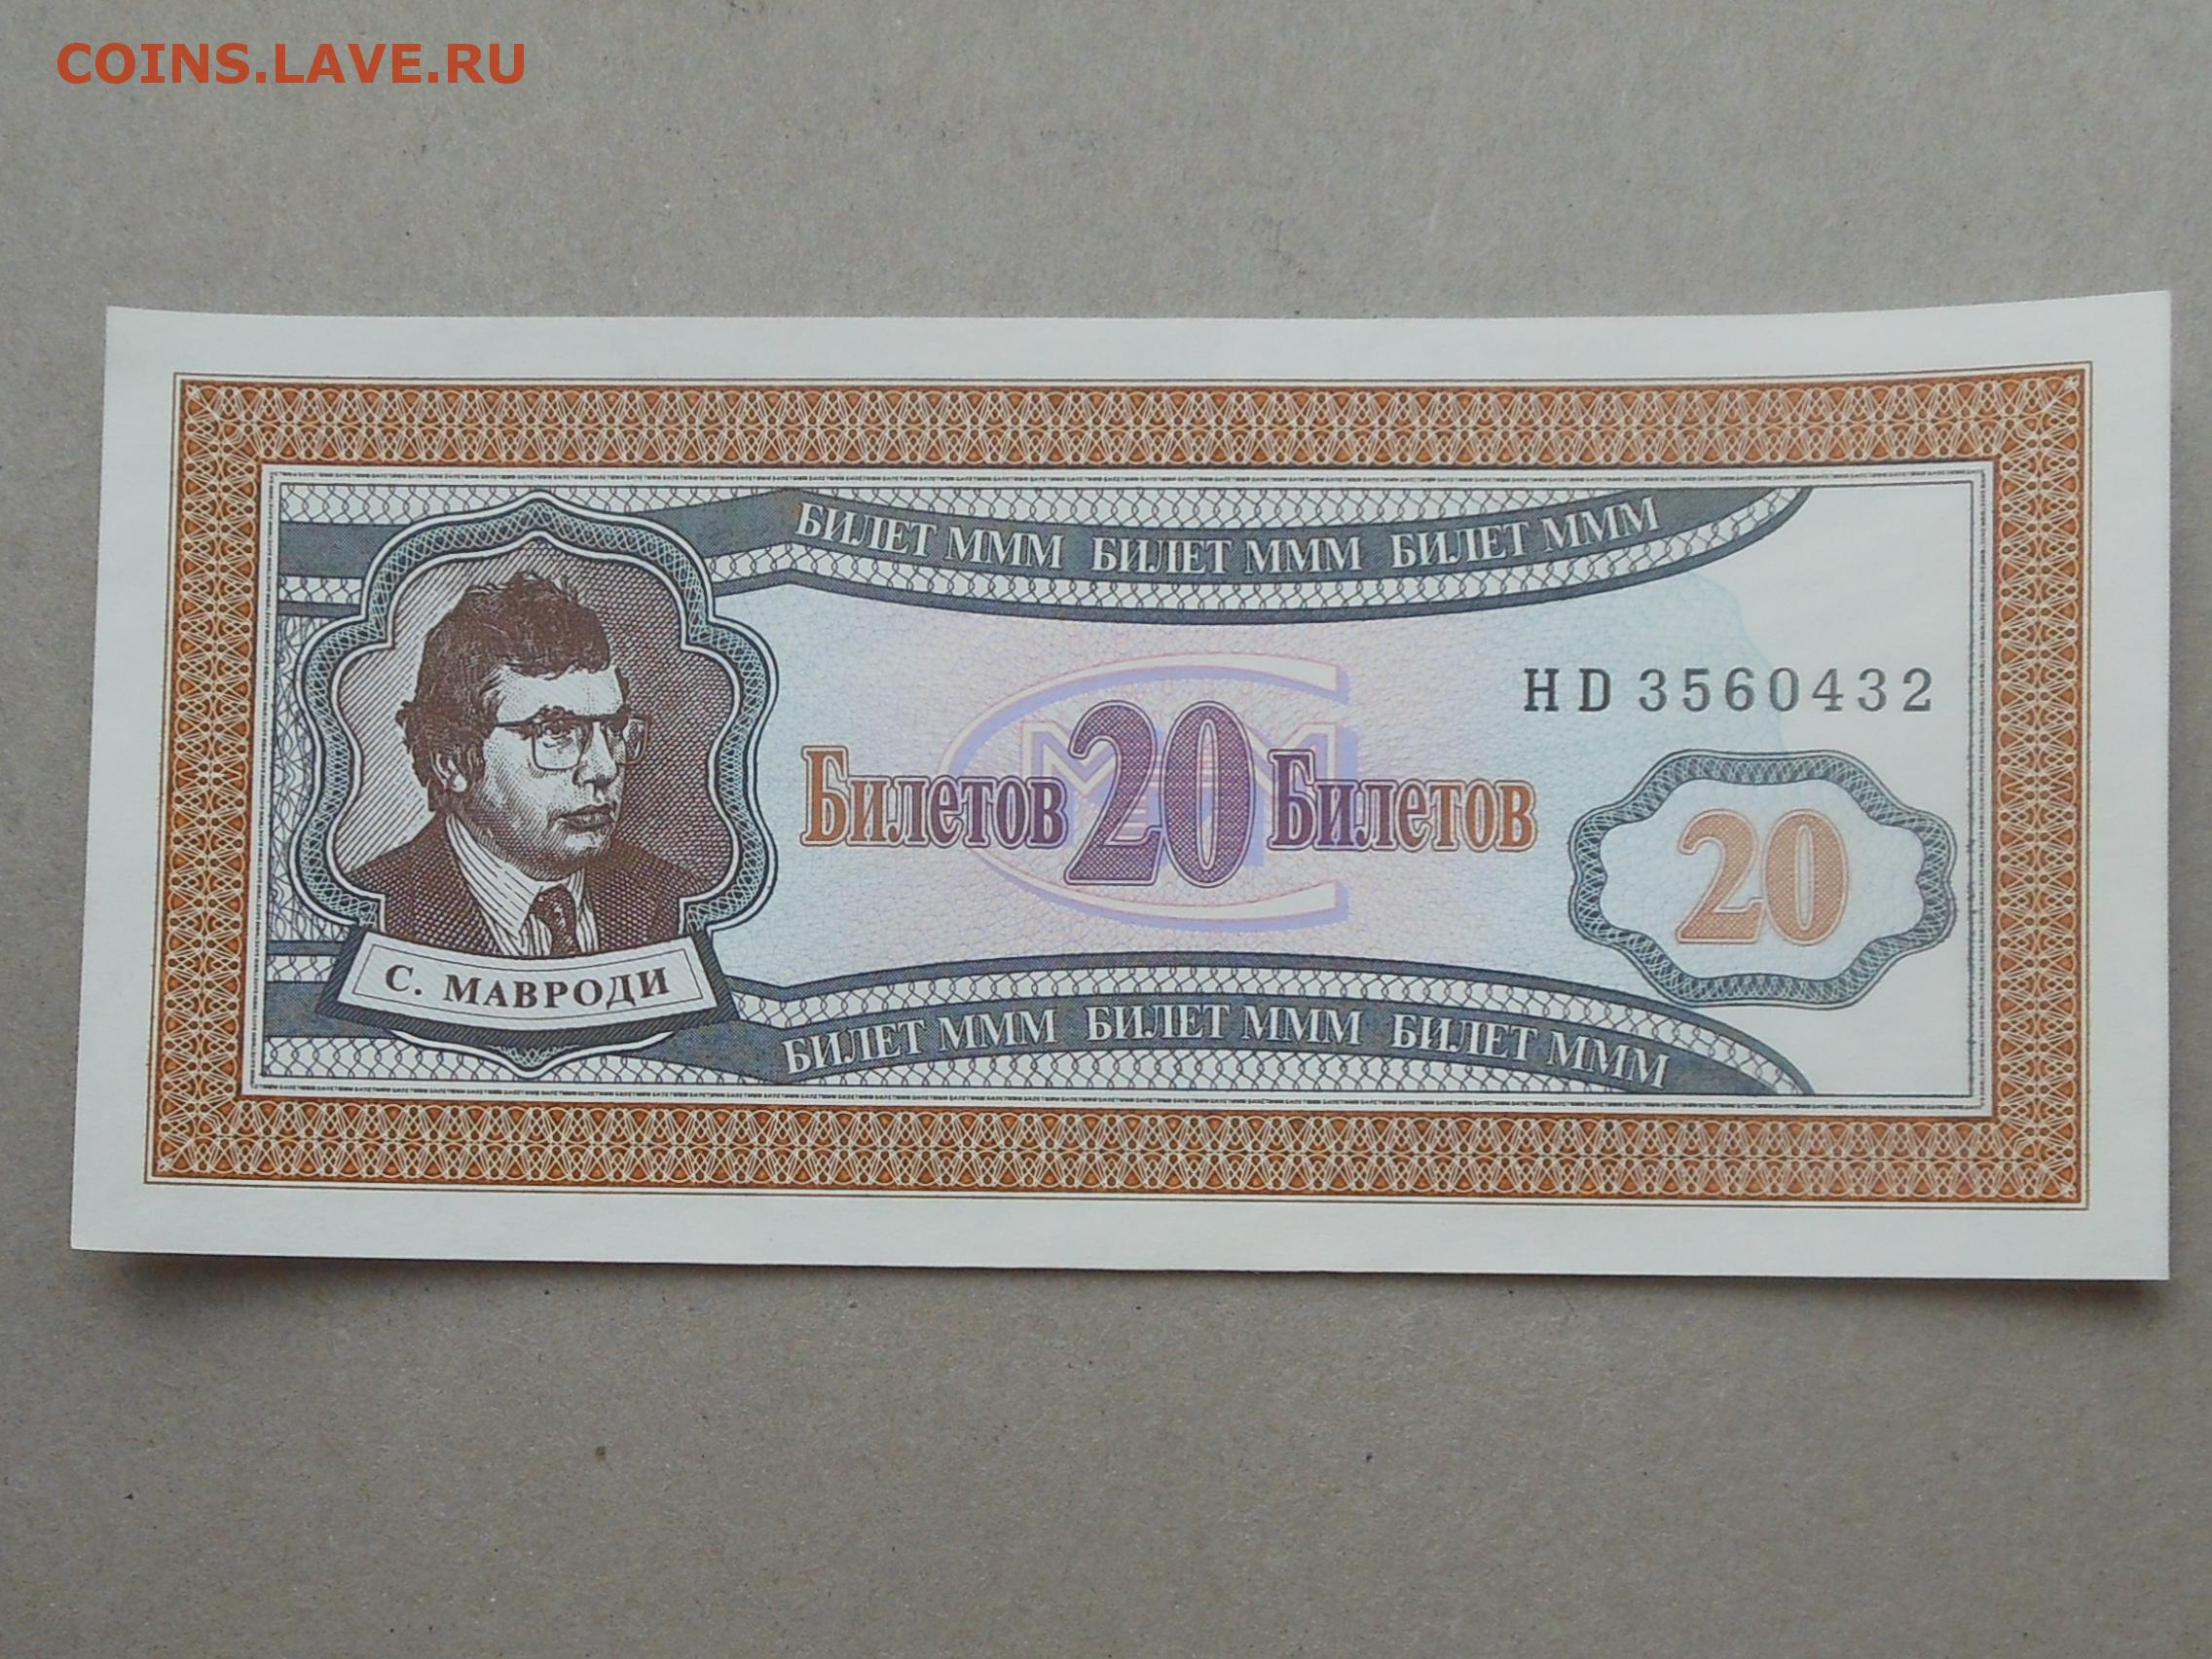 COINS.LAVE.RU
БИЛЕТ МММ БИЛЕТ МММ БИЛЕТ МММ
HD 3560432
Билетов 20 Билетов
20
С. МАВРОДИ
БИЛЕТ МММ БИЛЕТ МММ БИЛЕТ МММ